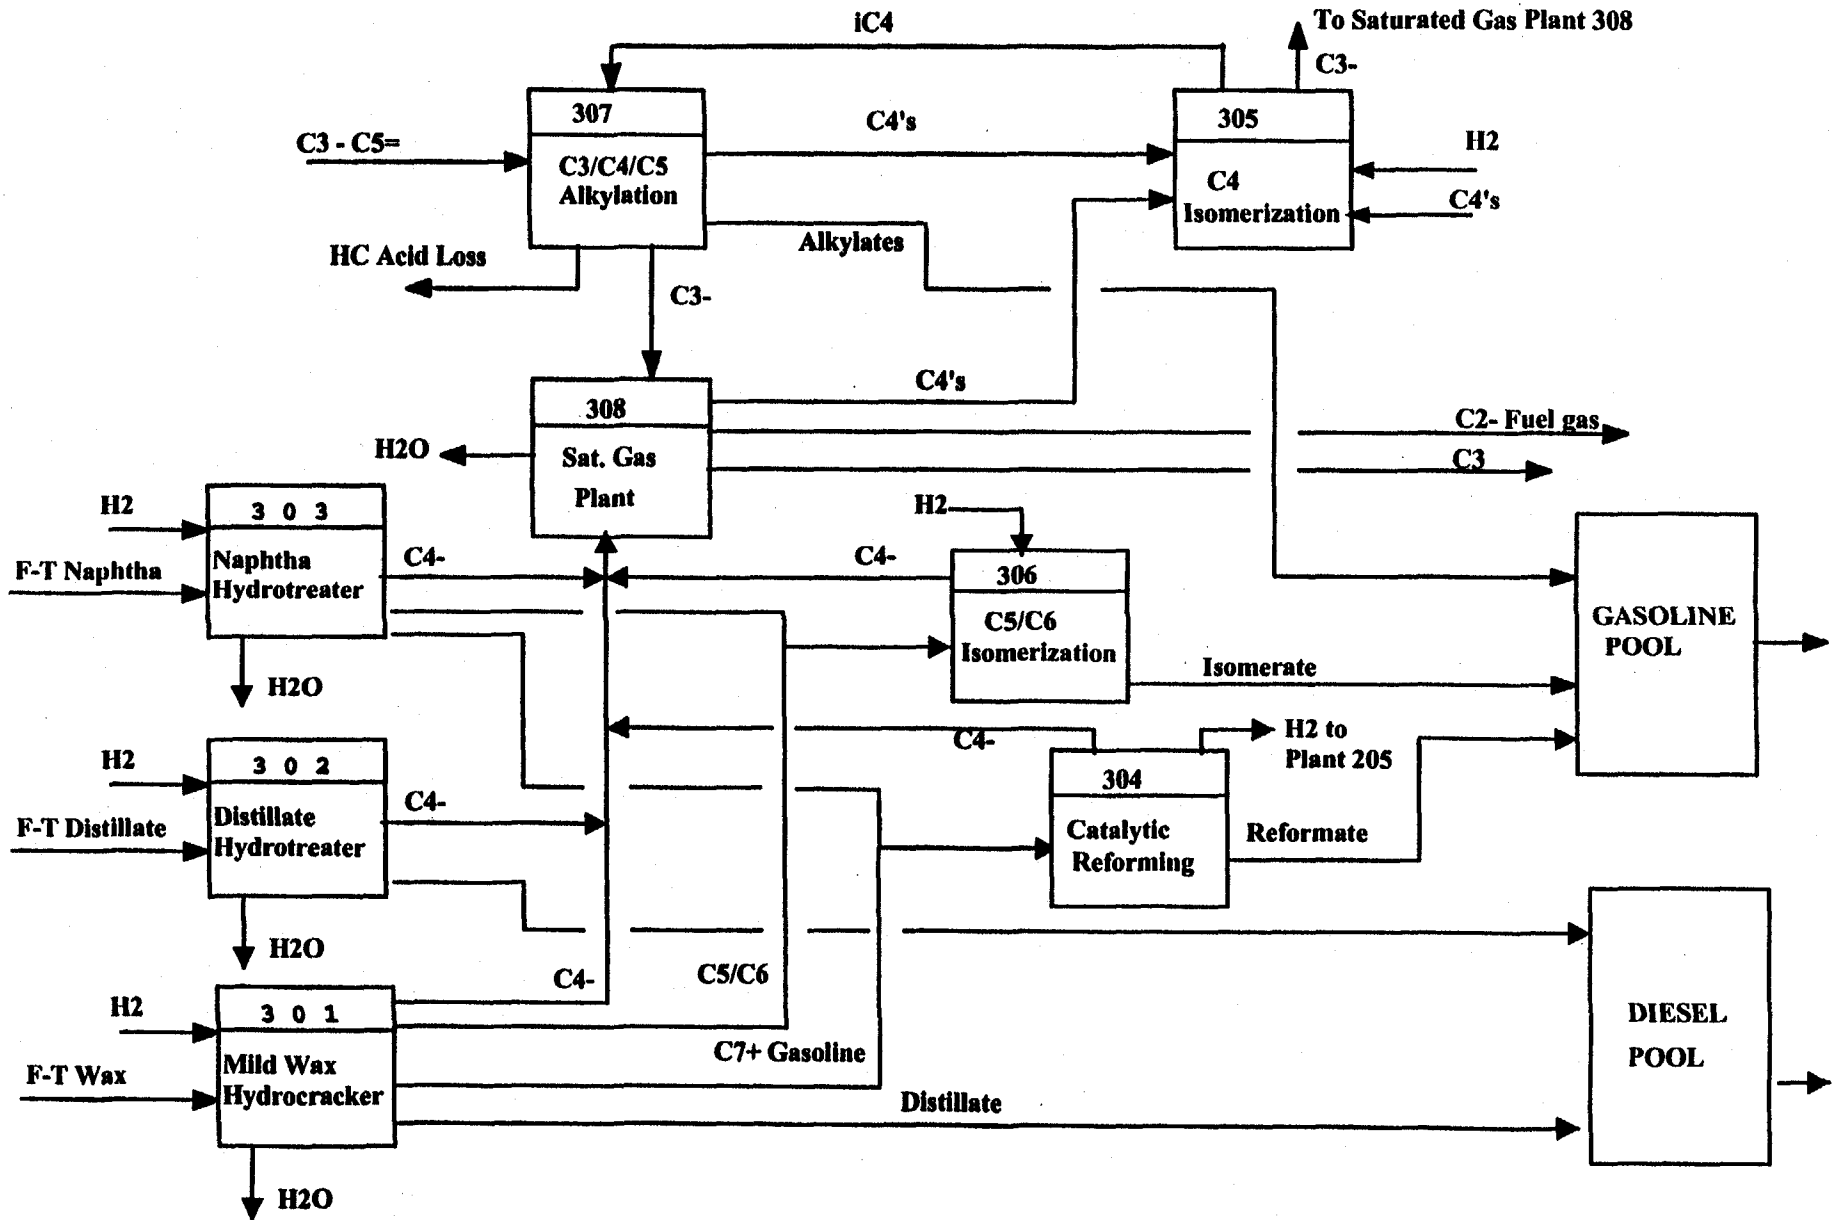 iC4
To Saturated Gas Plant 308
C3-
307
C3 - C5=
C3/C4/C5
Alkylation
C4's
305
C4
Isomerization
H2
C4's
HC Acid Loss
Alkylates
C3-
308
Sat. Gas
Plant
C4's
C2- Fuel gas
C3
H2O
H2
3 0 3
F-T Naphtha
Naphtha
Hydrotreater
C4-
H2O
H2
C4-
306
C5/C6
Isomerization
Isomerate
GASOLINE
POOL
H2
3 0 2
F-T Distillate
Distillate
Hydrotreater
C4-
H2O
C4-
H2 to
Plant 205
304
Catalytic
Reforming
Reformate
C4-
C5/C6
H2
3 0 1
F-T Wax
Mild Wax
Hydrocracker
C7+ Gasoline
Distillate
H2O
DIESEL
POOL